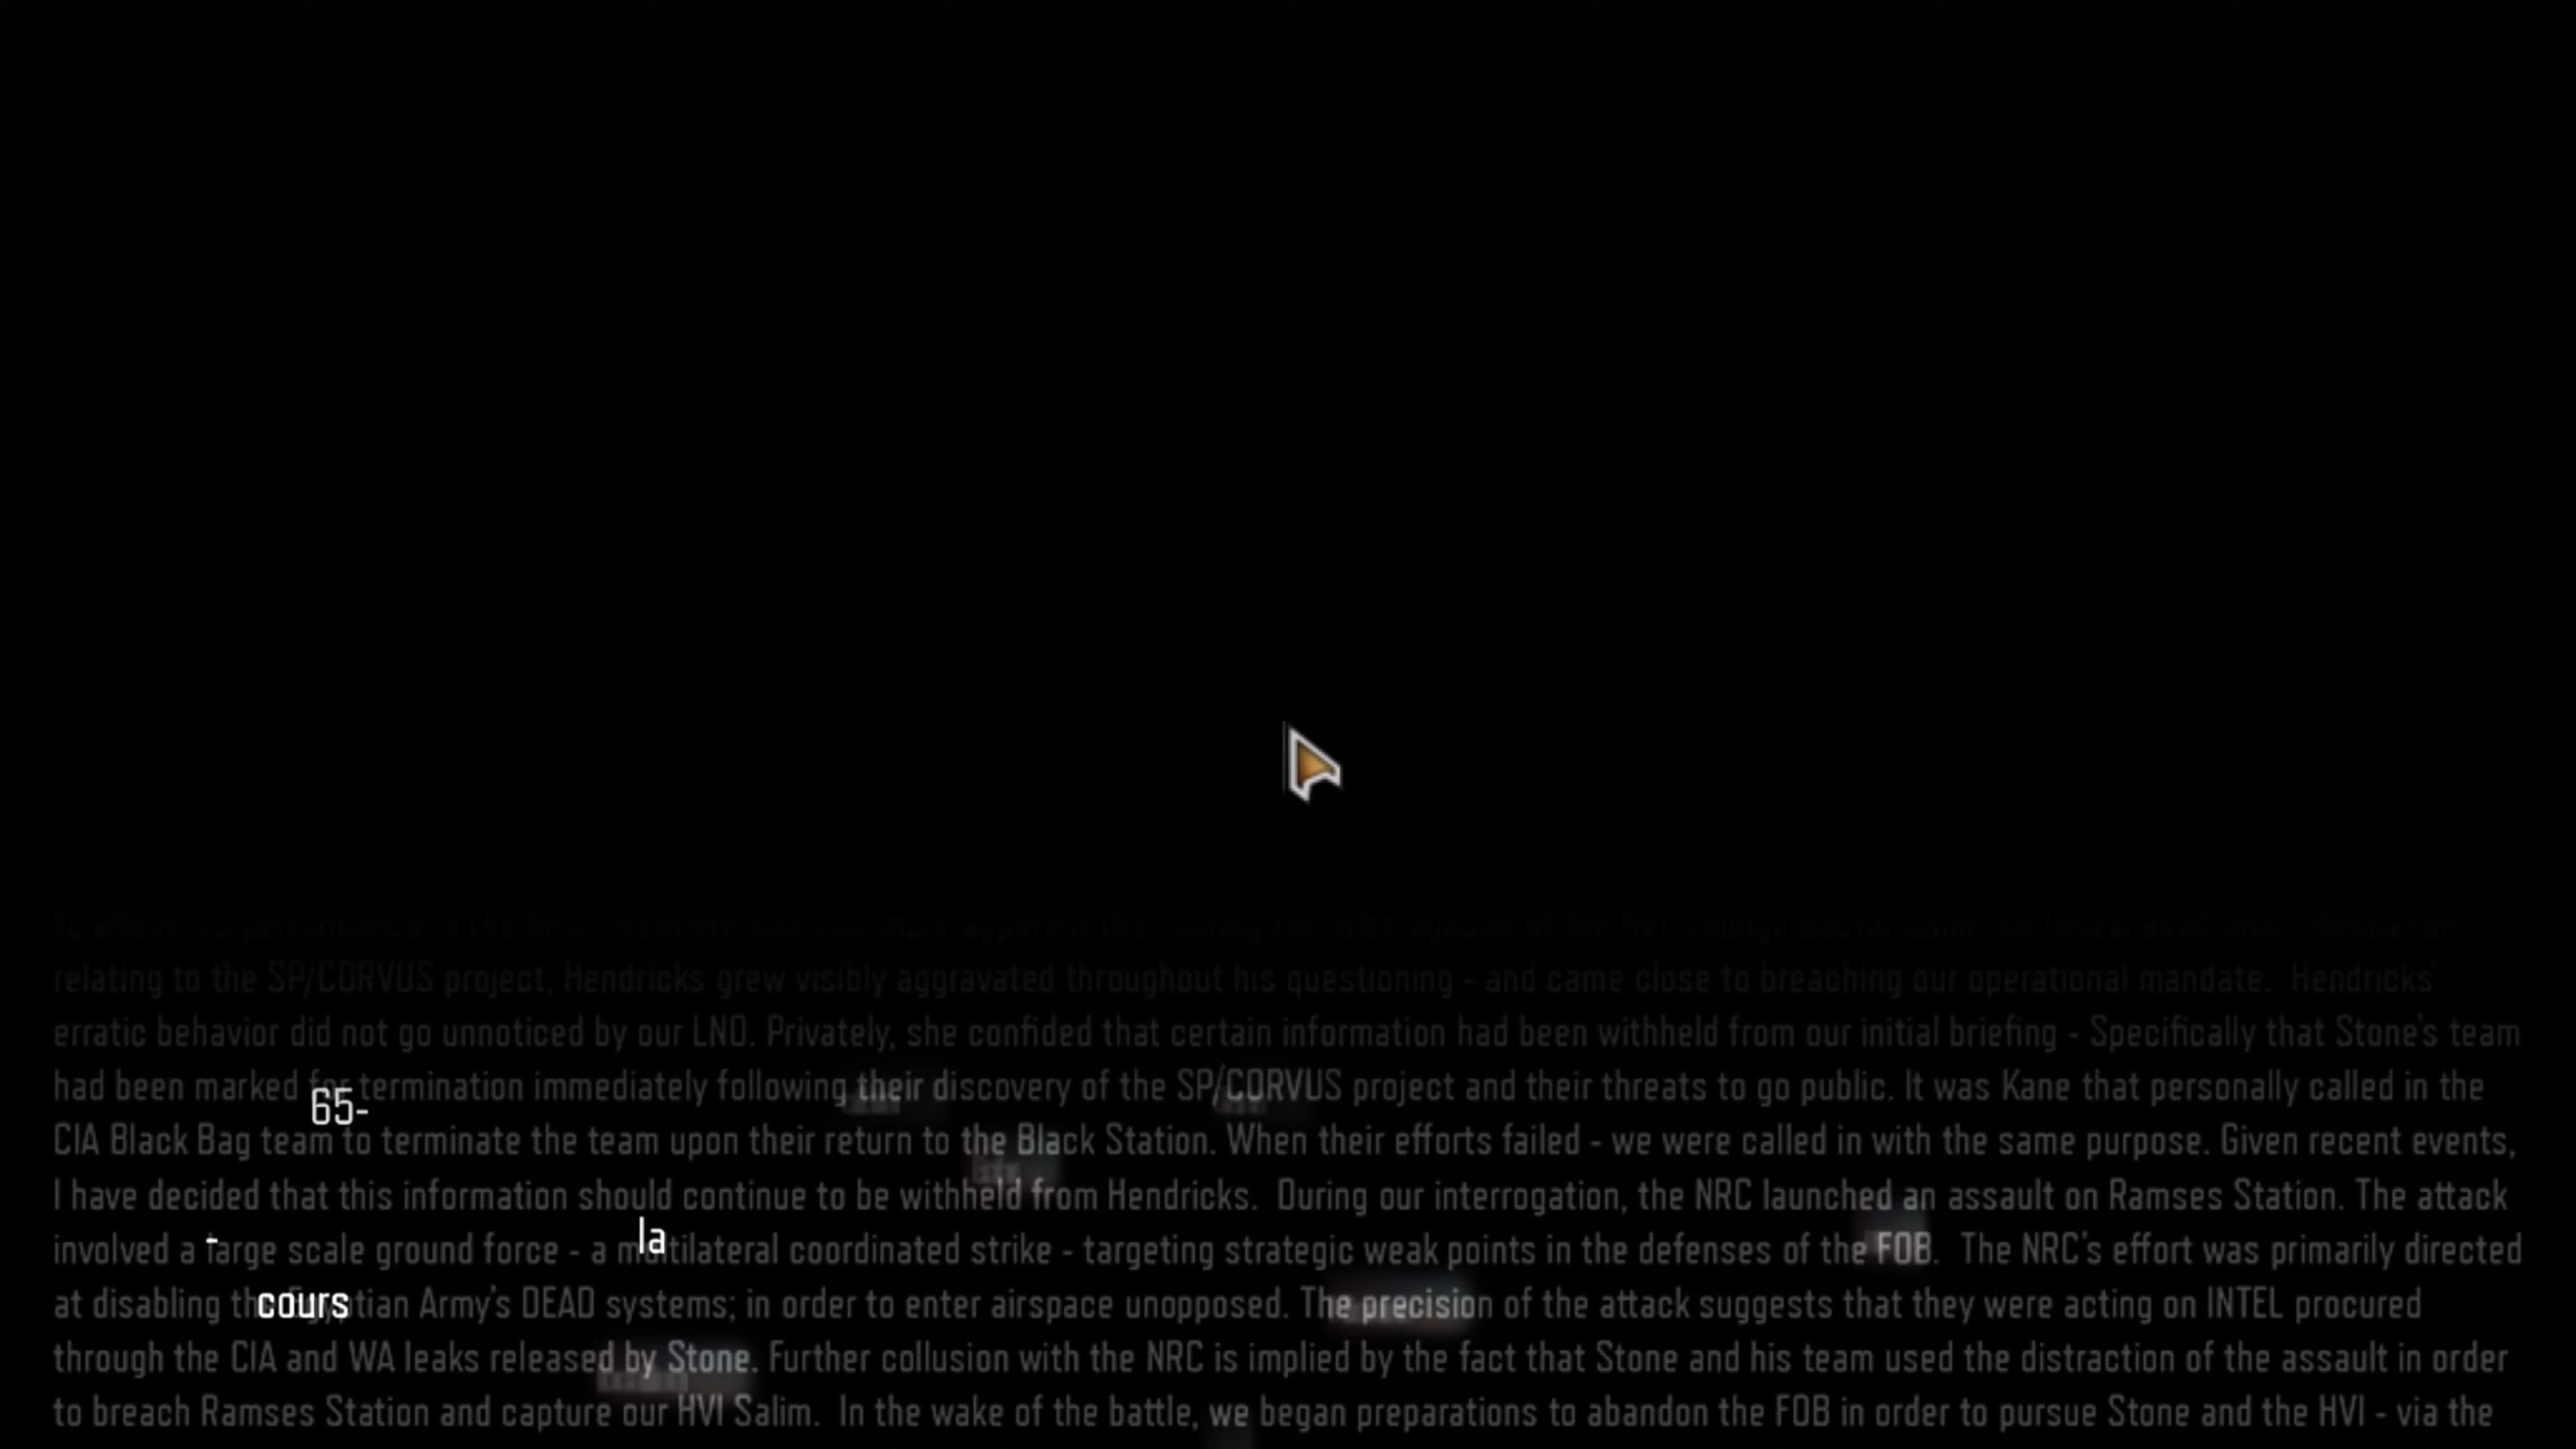 relating to the SP/CORVUS project, Hendricks grew visibly aggravated throughout his questioning - and came close to breaching our operational mandate. Hendricks'
erratic behavior did not go unnoticed by our LNO. Privately, she confided that certain information had been withheld from our initial briefing - Specifically that Stone's team
had been marked for termination immediately following their discovery of the SP/CORVUS project and their threats to go public. It was Kane that personally called in the
65-
CIA Black Bag team to terminate the team upon their return to the Black Station. When their efforts failed - we were called in with the same purpose. Given recent events,
I have decided that this information should continue to be withheld from Hendricks. During our interrogation, the NRC launched an assault on Ramses Station. The attack
- la
involved a large scale ground force - a multilateral coordinated strike - targeting strategic weak points in the defenses of the FOB. The NRC's effort was primarily directed
cours
at disabling the Egyptian Army's DEAD systems; in order to enter airspace unopposed. The precision of the attack suggests that they were acting on INTEL procured
through the CIA and WA leaks released by Stone. Further collusion with the NRC is implied by the fact that Stone and his team used the distraction of the assault in order
to breach Ramses Station and capture our HVI Salim. In the wake of the battle, we began preparations to abandon the FOB in order to pursue Stone and the HVI - via the